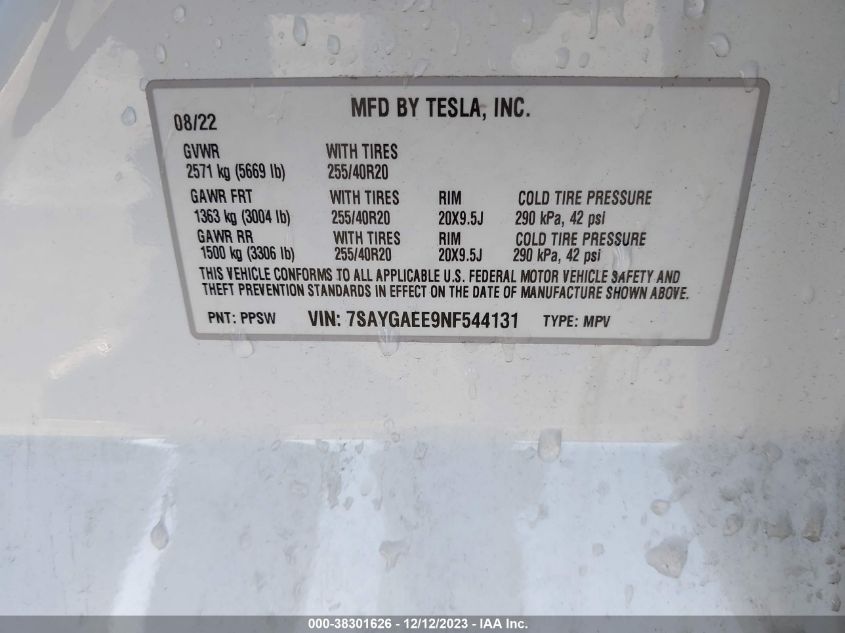 MFD BY TESLA, INC.
08/22
GVWR WITH TIRES
2571 kg (5669 lb) 255/40R20
GAWR FRT WITH TIRES RIM COLD TIRE PRESSURE
1363 kg (3004 lb) 255/40R20 20X9.5J 290 kPa, 42 psi
GAWR RR WITH TIRES RIM COLD TIRE PRESSURE
1500 kg (3306 lb) 255/40R20 20X9.5J 290 kPa, 42 psi
THIS VEHICLE CONFORMS TO ALL APPLICABLE U.S. FEDERAL MOTOR VEHICLE SAFETY AND
THEFT PREVENTION STANDARDS IN EFFECT ON THE DATE OF MANUFACTURE SHOWN ABOVE.
PNT: PPSW VIN: 7SAYGAEE9NF544131 TYPE: MPV
000-38301626 - 12/12/2023 - IAA Inc.